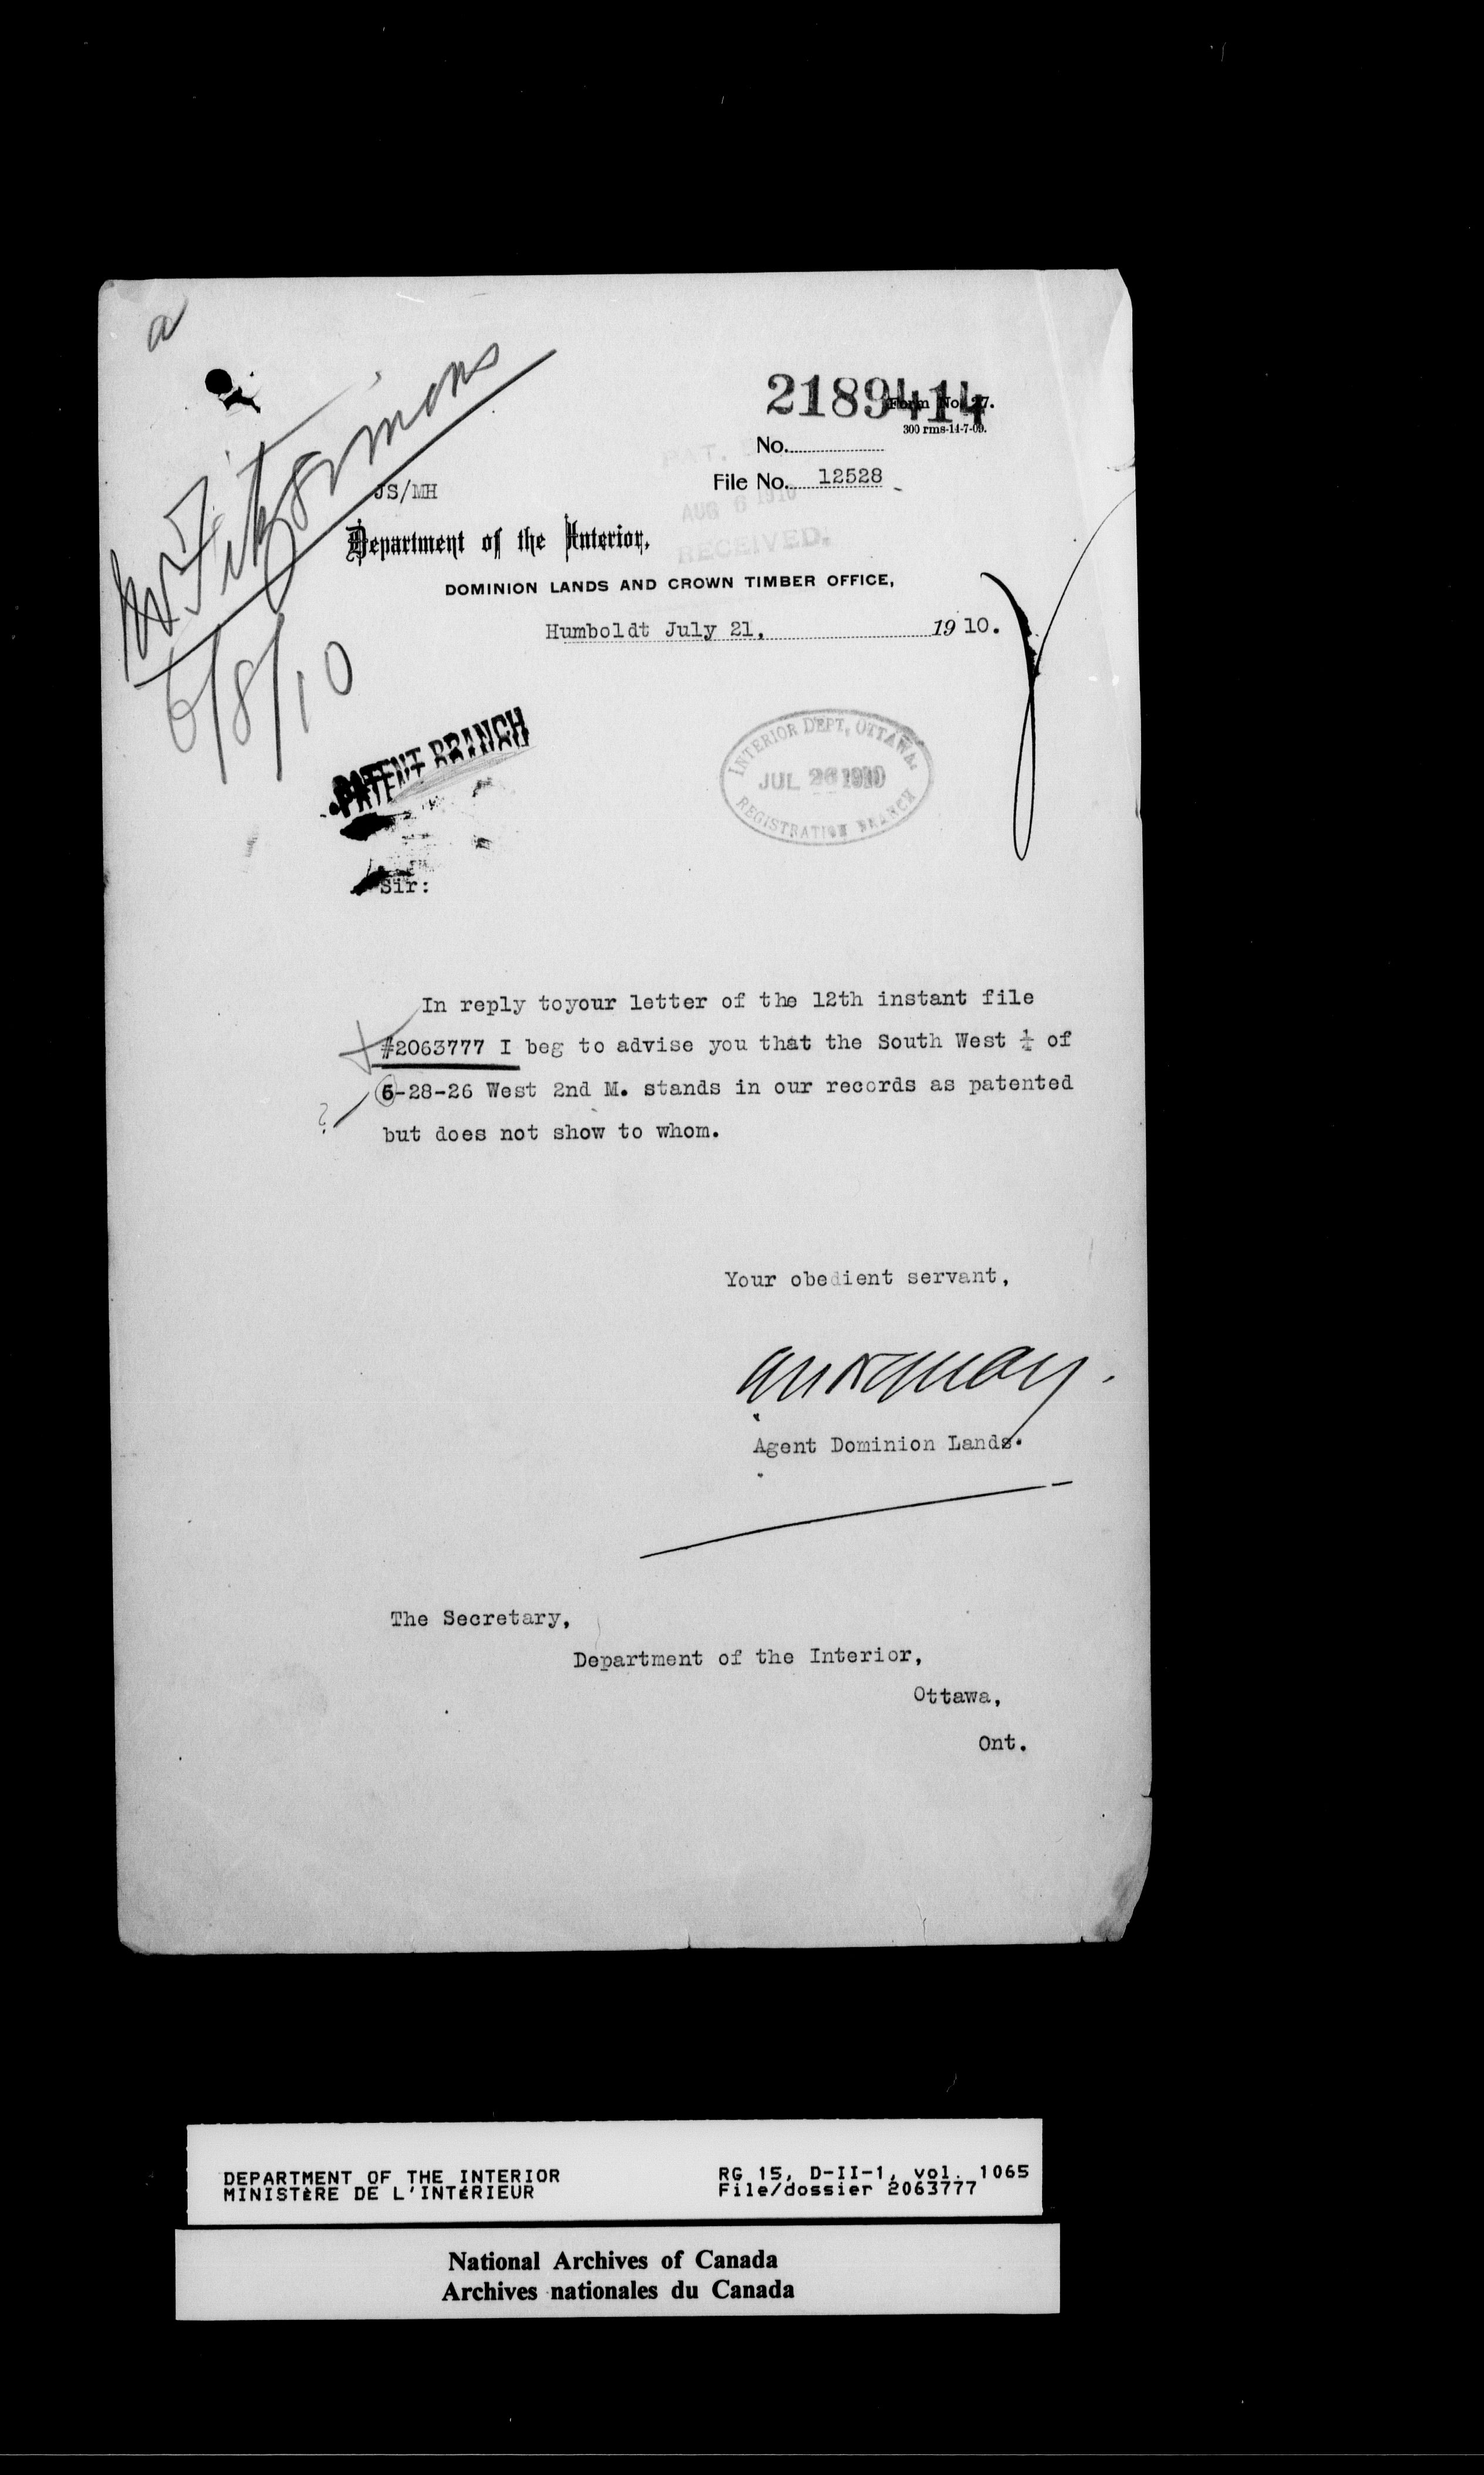 a
Mr Fitzsimons
6/8/10
2189414
Form No. 27.
300 rms-14-7-09.
No.
PAT.
File No. 12528
AUG 6 1910
RECEIVED.
JS/MH
Department of the Interior,
DOMINION LANDS AND CROWN TIMBER OFFICE,
Humboldt July 21, 1910.
PATENT BRANCH
INTERIOR DEPT, OTTAWA.
JUL 26 1910
REGISTRATION BRANCH
Sir:
In reply toyour letter of the 12th instant file
#2063777 I beg to advise you that the South West ¼ of
6-28-26 West 2nd M. stands in our records as patented
?
but does not show to whom.
Your obedient servant,
Agent Dominion Lands.
The Secretary,
Department of the Interior,
Ottawa,
Ont.
DEPARTMENT OF THE INTERIOR
MINISTÈRE DE L'INTÉRIEUR
RG 15, D-II-1, vol. 1065
File/dossier 2063777
National Archives of Canada
Archives nationales du Canada